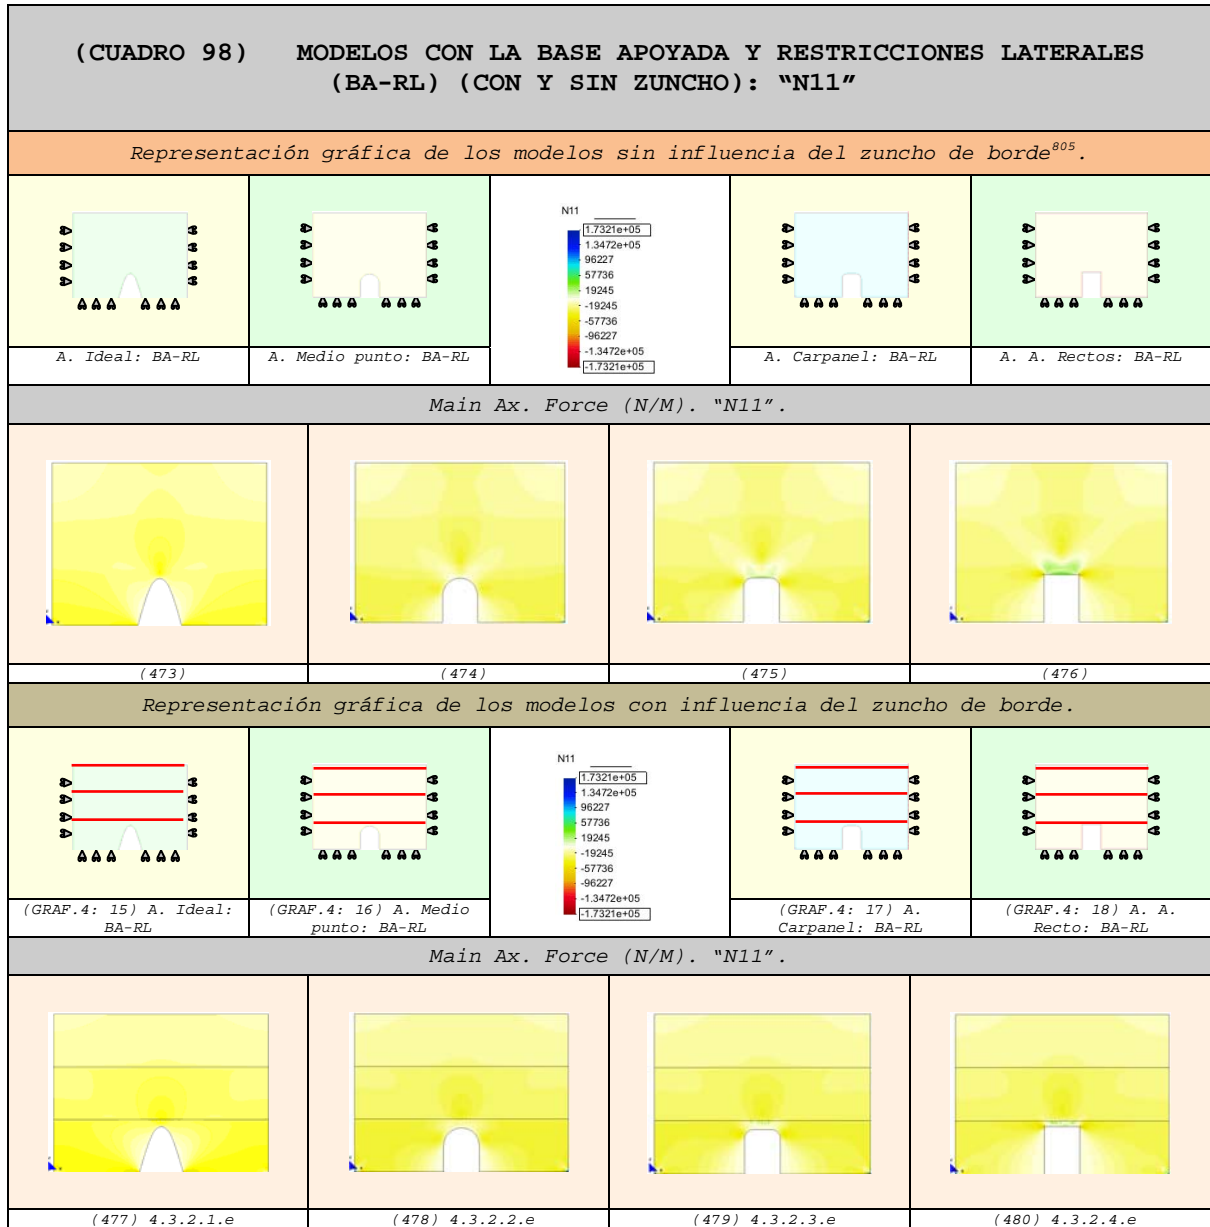 (CUADRO 98) MODELOS CON LA BASE APOYADA Y RESTRICCIONES LATERALES
(BA-RL) (CON Y SIN ZUNCHO): “N11”
Representación gráfica de los modelos sin influencia del zuncho de borde805.
N11
1.7321e+05
1.3472e+05
96227
57736
19245
-19245
-57736
-96227
-1.3472e+05
-1.7321e+05
A. Ideal: BA-RL
A. Medio punto: BA-RL
A. Carpanel: BA-RL
A. A. Rectos: BA-RL
Main Ax. Force (N/M). “N11”.
(473)
(474)
(475)
(476)
Representación gráfica de los modelos con influencia del zuncho de borde.
N11
1.7321e+05
1.3472e+05
96227
57736
19245
-19245
-57736
-96227
-1.3472e+05
-1.7321e+05
(GRAF.4: 15) A. Ideal:
BA-RL
(GRAF.4: 16) A. Medio
punto: BA-RL
(GRAF.4: 17) A.
Carpanel: BA-RL
(GRAF.4: 18) A. A.
Recto: BA-RL
Main Ax. Force (N/M). “N11”.
(477) 4.3.2.1.e
(478) 4.3.2.2.e
(479) 4.3.2.3.e
(480) 4.3.2.4.e